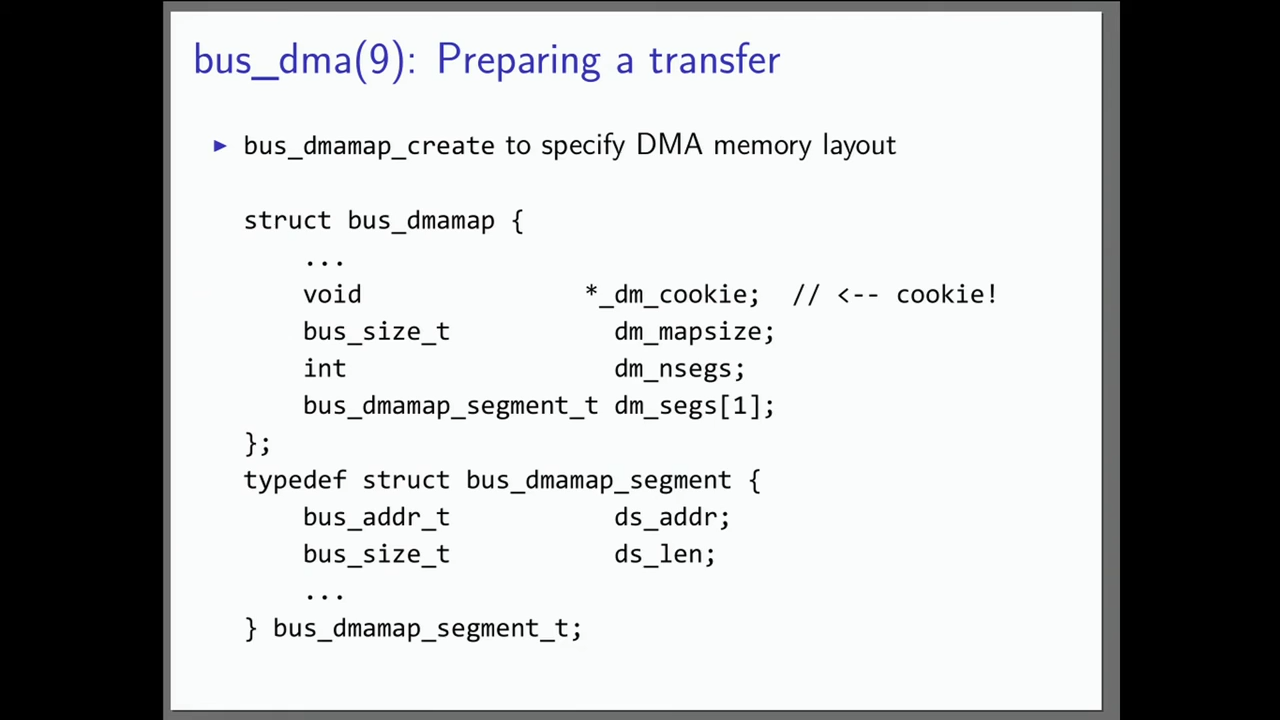 bus_dma(9): Preparing a transfer
▶ bus_dmamap_create to specify DMA memory layout
struct bus_dmamap {
...
void *_dm_cookie; // <-- cookie!
bus_size_t dm_mapsize;
int dm_nsegs;
bus_dmamap_segment_t dm_segs[1];
};
typedef struct bus_dmamap_segment {
bus_addr_t ds_addr;
bus_size_t ds_len;
...
} bus_dmamap_segment_t;